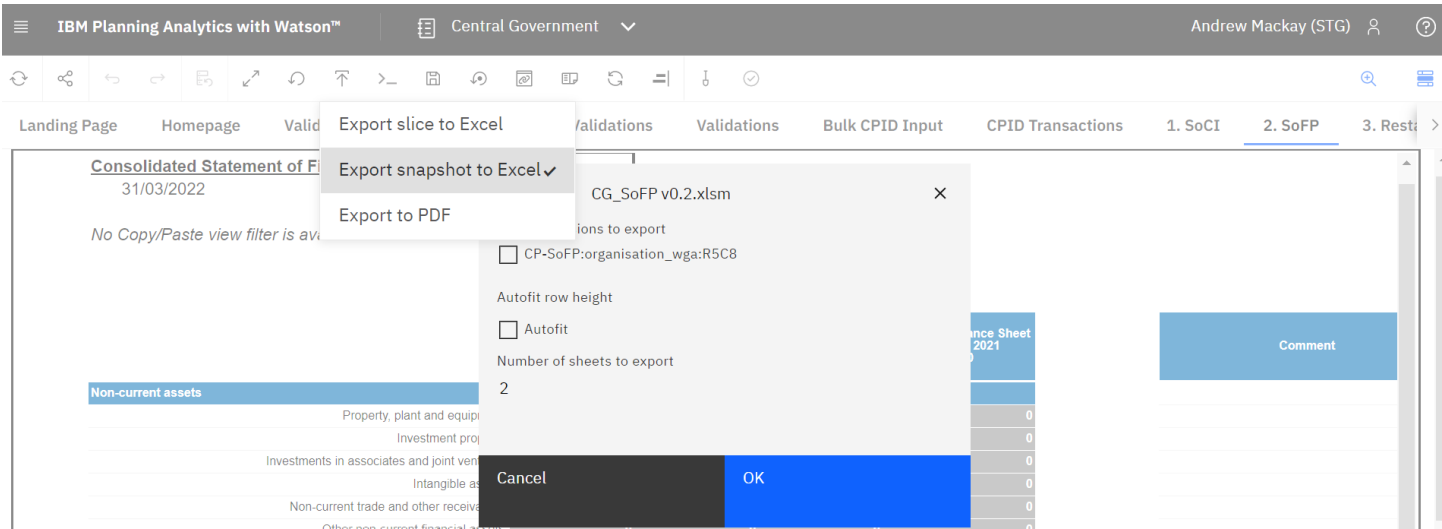 IBM Planning Analytics with Watson™
Central Government
Andrew Mackay (STG)
Landing Page Homepage Valid Validations Validations Bulk CPID Input CPID Transactions 1. SoCI 2. SoFP 3. Resta
Export slice to Excel
Export snapshot to Excel
Export to PDF
Consolidated Statement of Fi
31/03/2022
No Copy/Paste view filter is ava
CG_SoFP v0.2.xlsm
ions to export
CP-SoFP:organisation_wga:R5C8
Autofit row height
Autofit
Number of sheets to export
2
Cancel
OK
ance Sheet
2021
Comment
Non-current assets
Property, plant and equipm
0
Investment prop
0
Investments in associates and joint vent
0
Intangible as
0
Non-current trade and other receiva
0